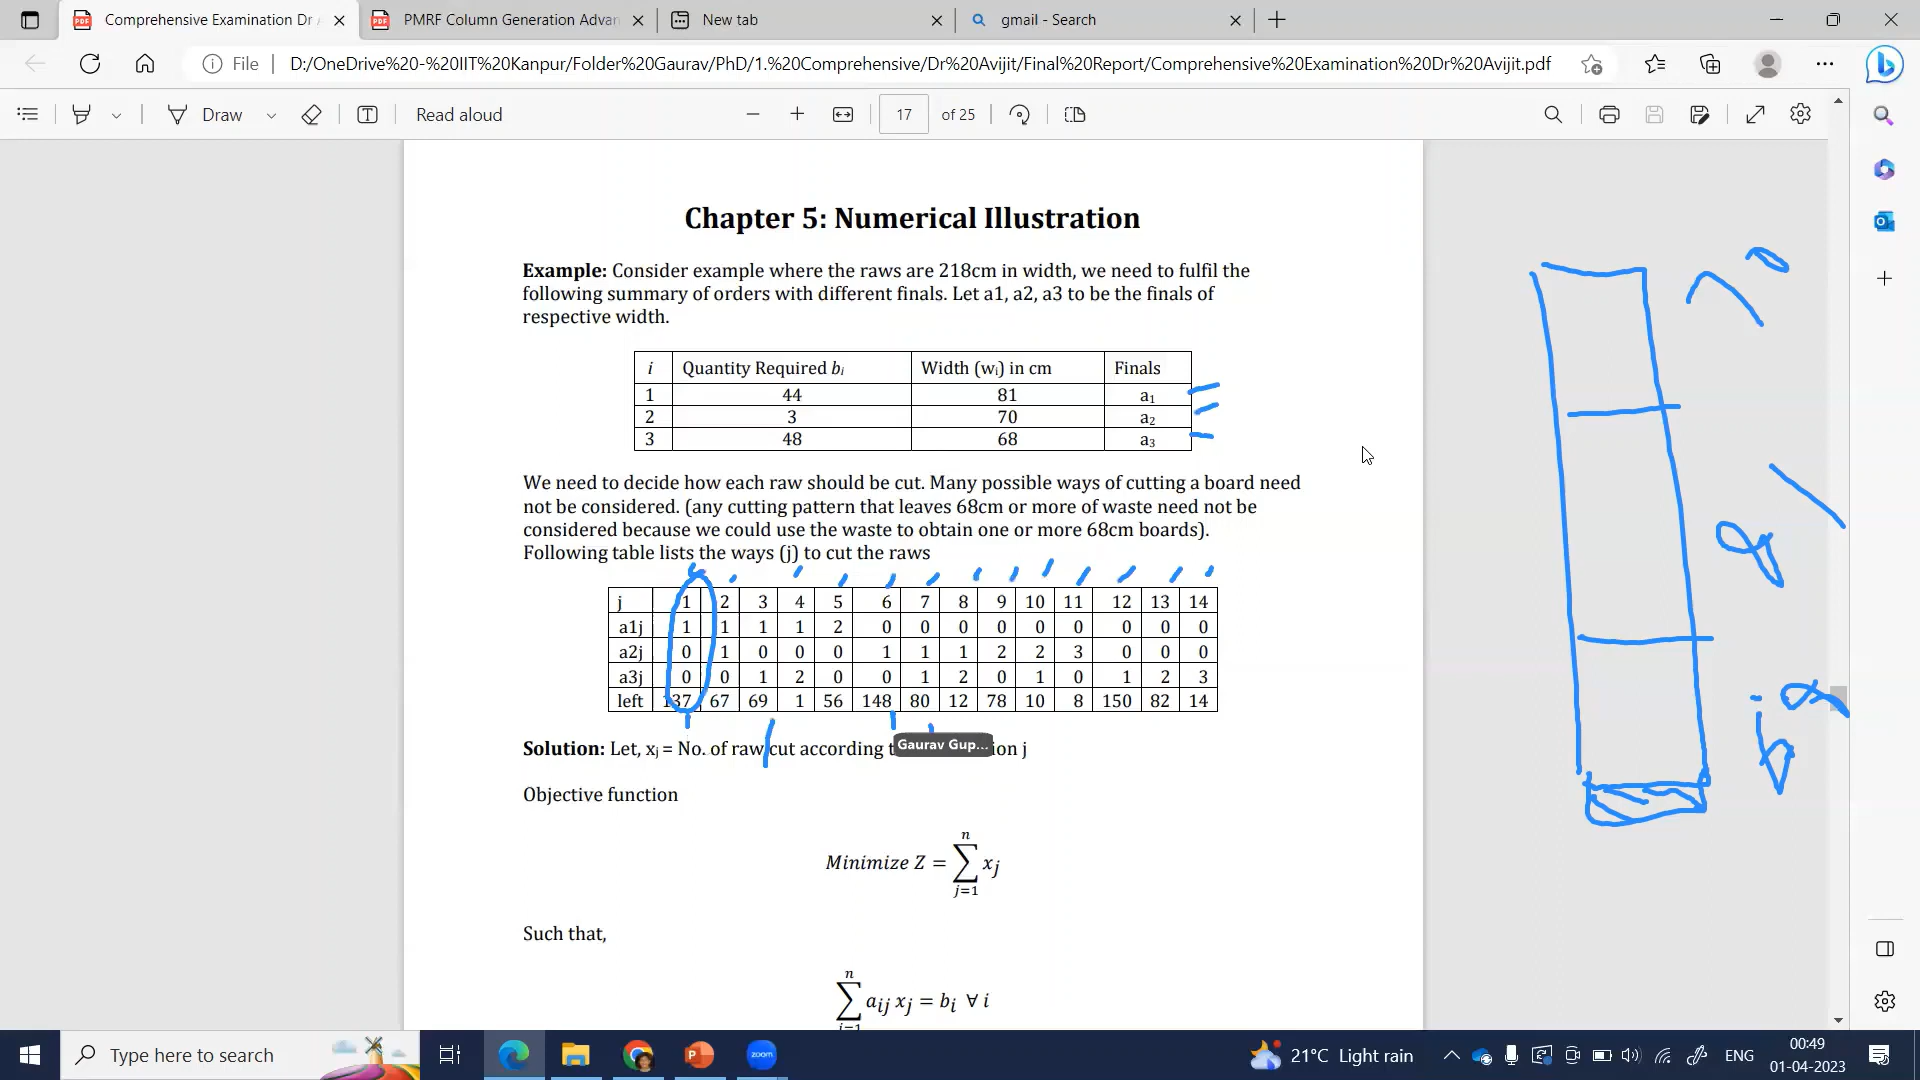 Comprehensive Examination Dr A
PMRF Column Generation Advan
New tab
gmail - Search
File
D:/OneDrive%20-%20IIT%20Kanpur/Folder%20Gaurav/PhD/1.%20Comprehensive/Dr%20Avijit/Final%20Report/Comprehensive%20Examination%20Dr%20Avijit.pdf
Draw
Read aloud
17 of 25
Chapter 5: Numerical Illustration
Example: Consider example where the raws are 218cm in width, we need to fulfil the
following summary of orders with different finals. Let a1, a2, a3 to be the finals of
respective width.
i Quantity Required bᵢ Width (wᵢ) in cm Finals
1 44 81 a₁
2 3 70 a₂
3 48 68 a₃
We need to decide how each raw should be cut. Many possible ways of cutting a board need
not be considered. (any cutting pattern that leaves 68cm or more of waste need not be
considered because we could use the waste to obtain one or more 68cm boards).
Following table lists the ways (j) to cut the raws
j 1 2 3 4 5 6 7 8 9 10 11 12 13 14
a1j 1 1 1 1 2 0 0 0 0 0 0 0 0 0
a2j 0 1 0 0 0 1 1 1 2 2 3 0 0 0
a3j 0 0 1 2 0 0 1 2 0 1 0 1 2 3
left 137 67 69 1 56 148 80 12 78 10 8 150 82 14
Solution: Let, xⱼ = No. of raw cut according t
Gaurav Gup...
ion j
Objective function
Minimize Z = ∑ⁿⱼ₌₁ xⱼ
Such that,
∑ⁿⱼ₌₁ aᵢⱼ xⱼ = bᵢ ∀ i
Type here to search
zoom
21°C Light rain
ENG
00:49
01-04-2023